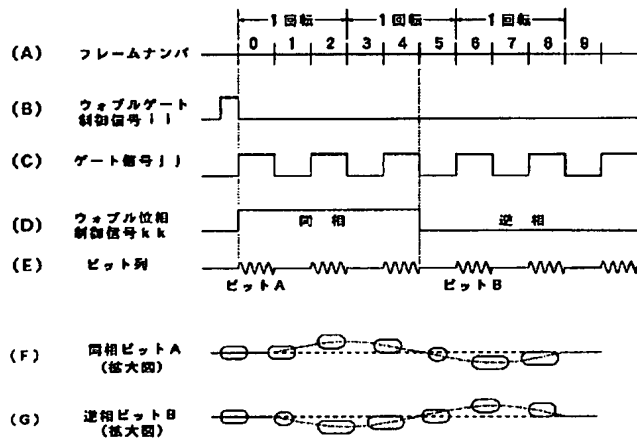 1回転 1回転 1回転
(A) フレームナンバ 0 1 2 3 4 5 6 7 8 9
(B) ウォブルゲート
制御信号ii
(C) ゲート信号jj
(D) ウォブル位相
制御信号kk
同相 逆相
(E) ピット列
ピットA ピットB
(F) 同相ピットA
(拡大図)
(G) 逆相ピットB
(拡大図)